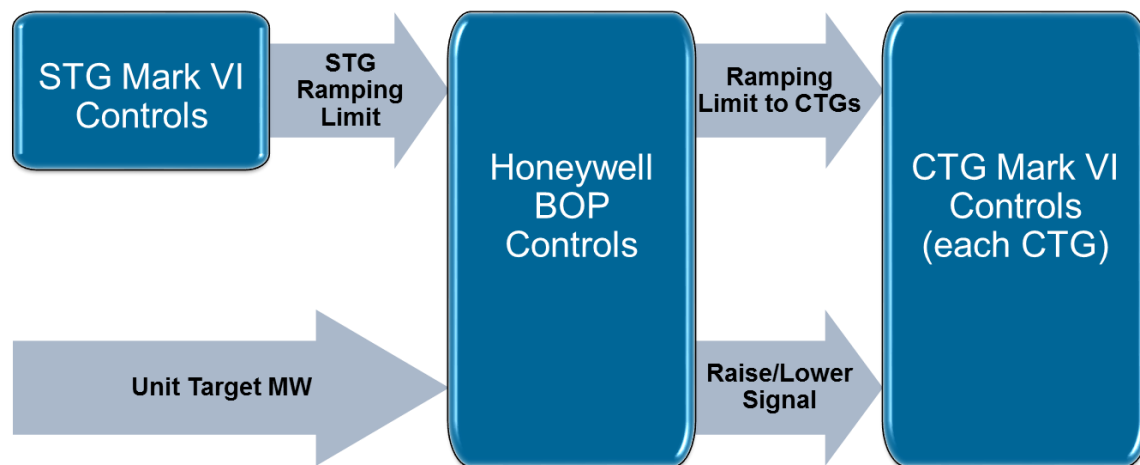 STG Mark VI
Controls
STG
Ramping
Limit
Honeywell
BOP
Controls
Ramping
Limit to CTGs
CTG Mark VI
Controls
(each CTG)
Unit Target MW
Raise/Lower
Signal